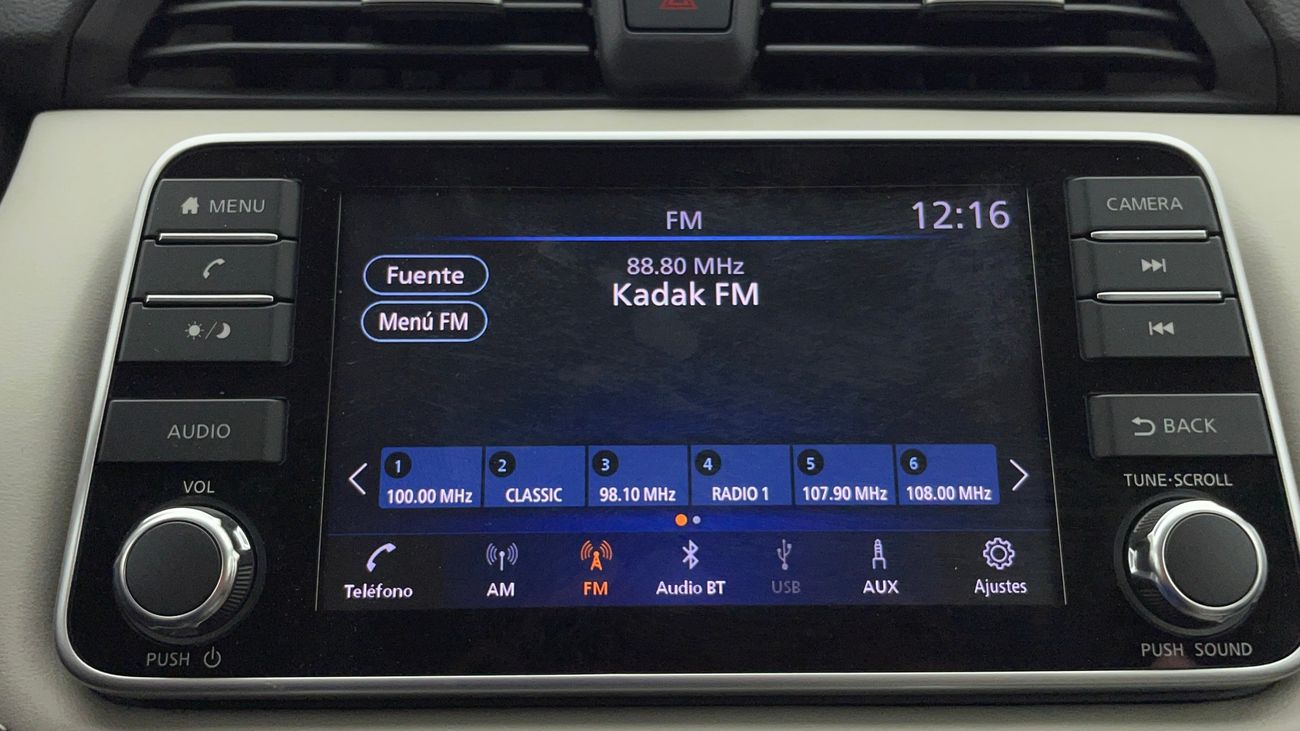 MENU
AUDIO
VOL
PUSH
FM
12:16
Fuente
Menú FM
88.80 MHz
Kadak FM
1 100.00 MHz
2 CLASSIC
3 98.10 MHz
4 RADIO 1
5 107.90 MHz
6 108.00 MHz
Teléfono
AM
FM
Audio BT
USB
AUX
Ajustes
CAMERA
BACK
TUNE·SCROLL
PUSH SOUND